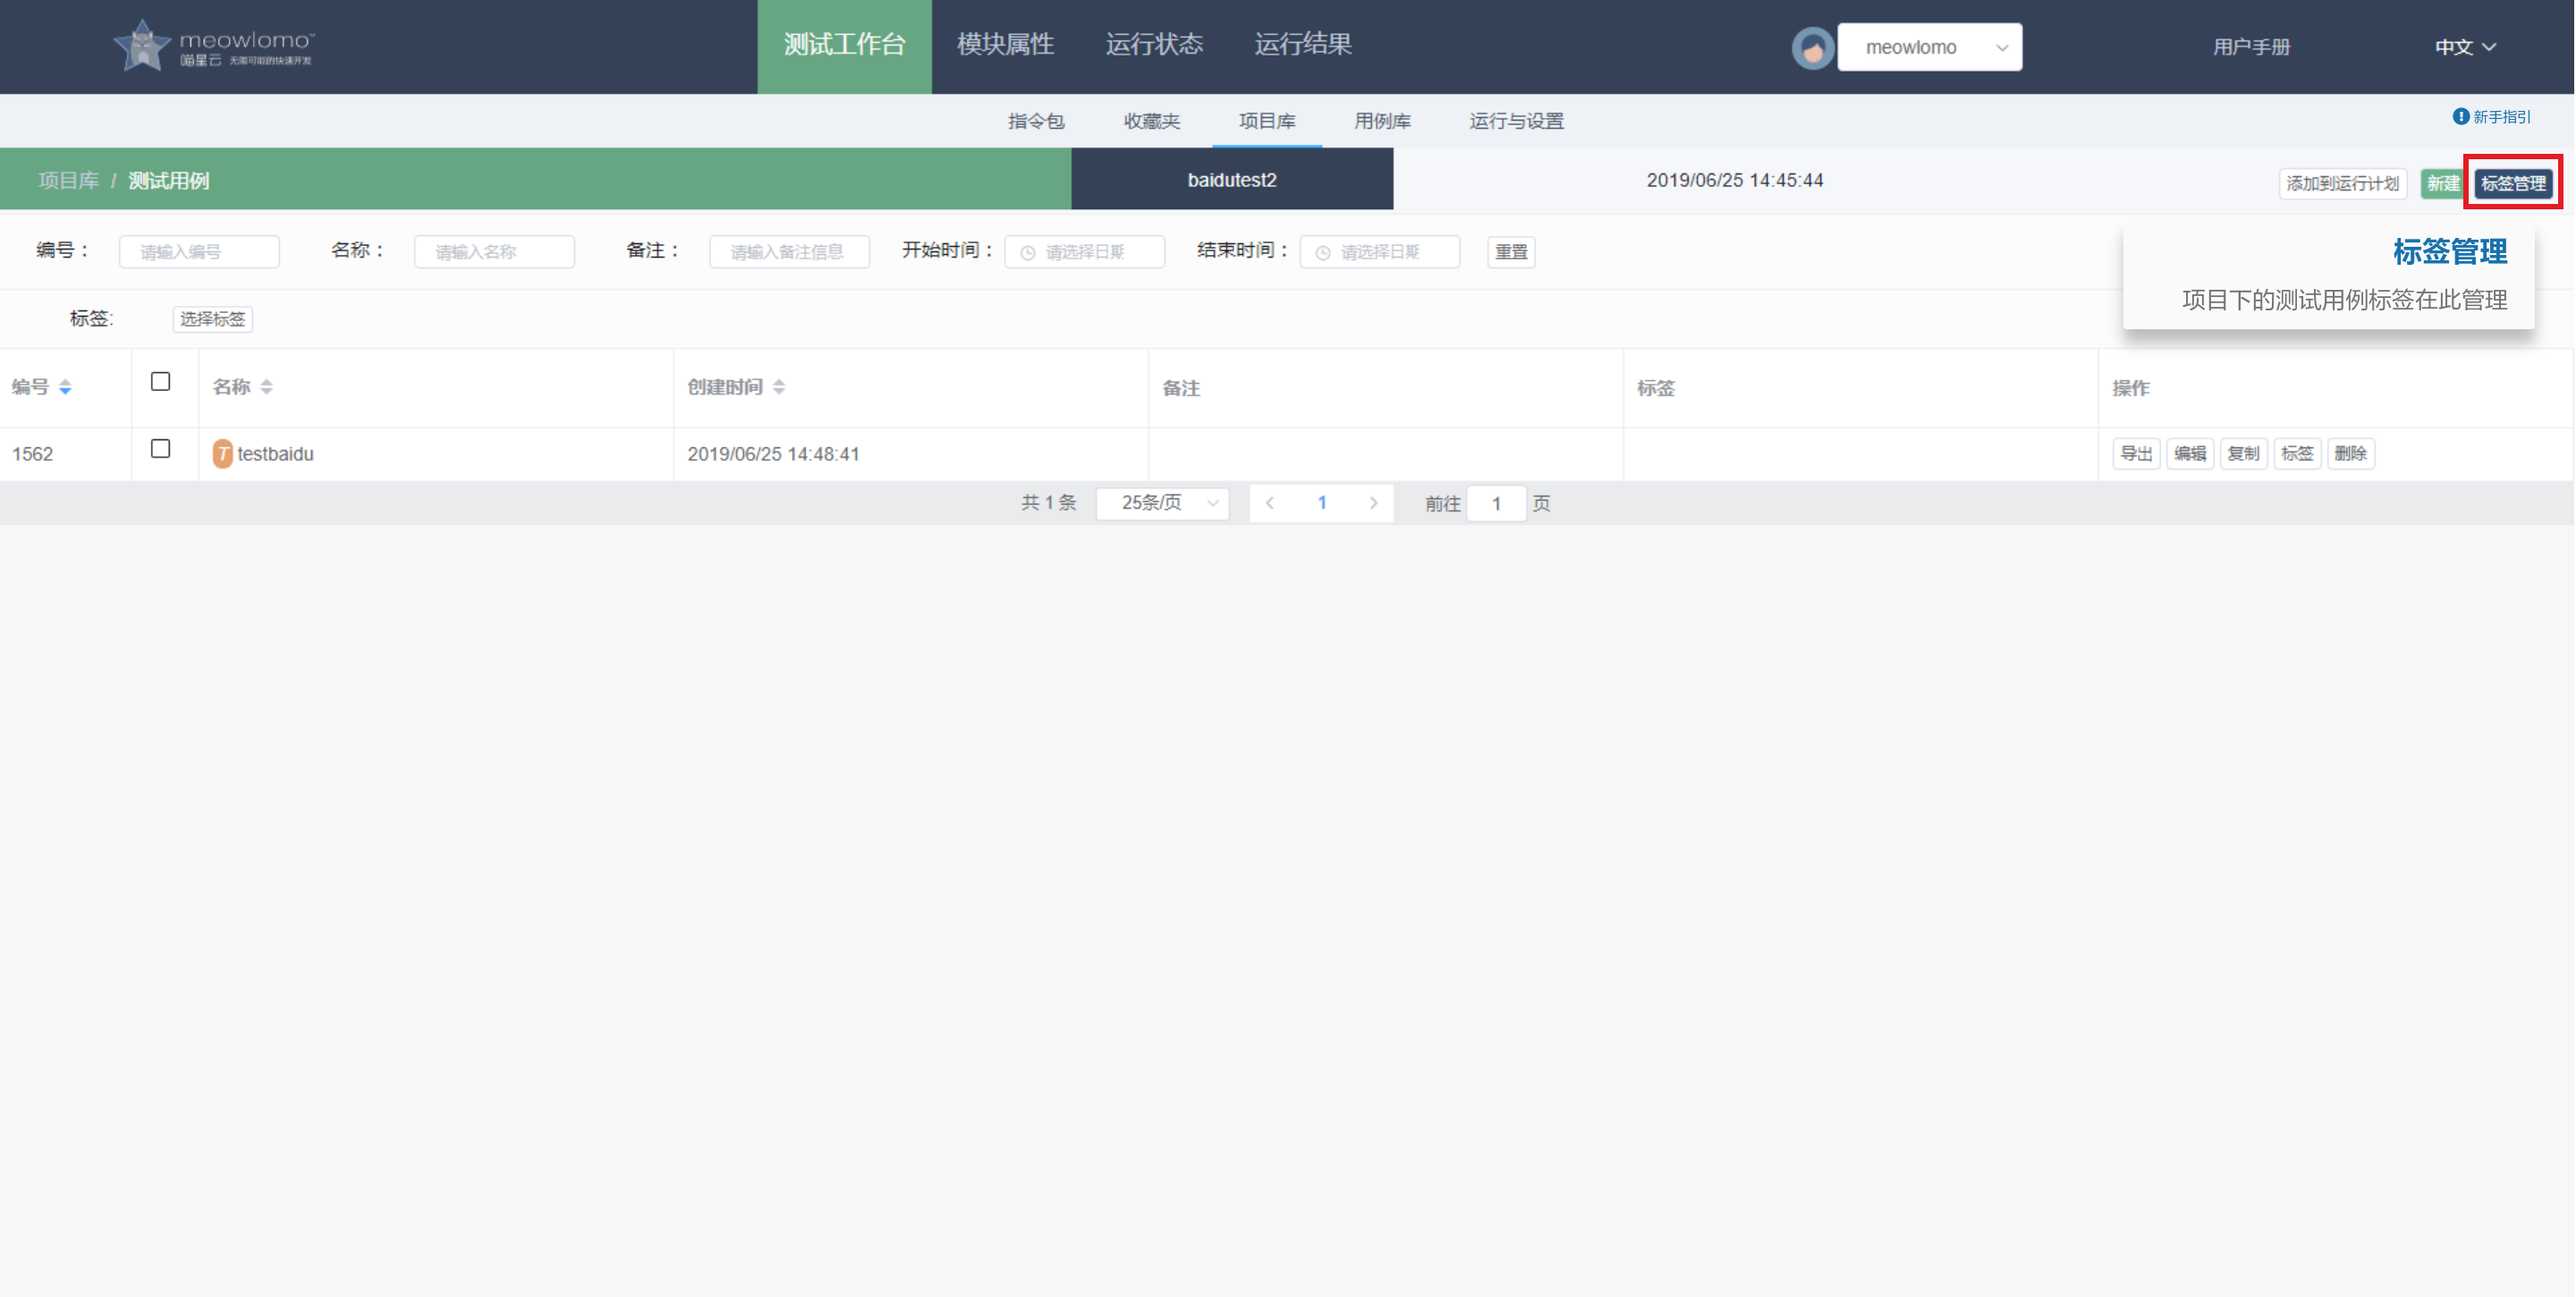 meowlomo™
喵星云 无限可能的快速开发
测试工作台 模块属性 运行状态 运行结果
meowlomo
用户手册
中文
指令包 收藏夹 项目库 用例库 运行与设置
新手指引
项目库 / 测试用例
baidutest2
2019/06/25 14:45:44
添加到运行计划 新建 标签管理
编号： 请输入编号 名称： 请输入名称 备注： 请输入备注信息 开始时间： 请选择日期 结束时间： 请选择日期 重置
标签管理
项目下的测试用例标签在此管理
标签: 选择标签
编号 名称 创建时间 备注 标签 操作
1562 T testbaidu 2019/06/25 14:48:41 导出 编辑 复制 标签 删除
共 1 条 25条/页 1 前往 1 页